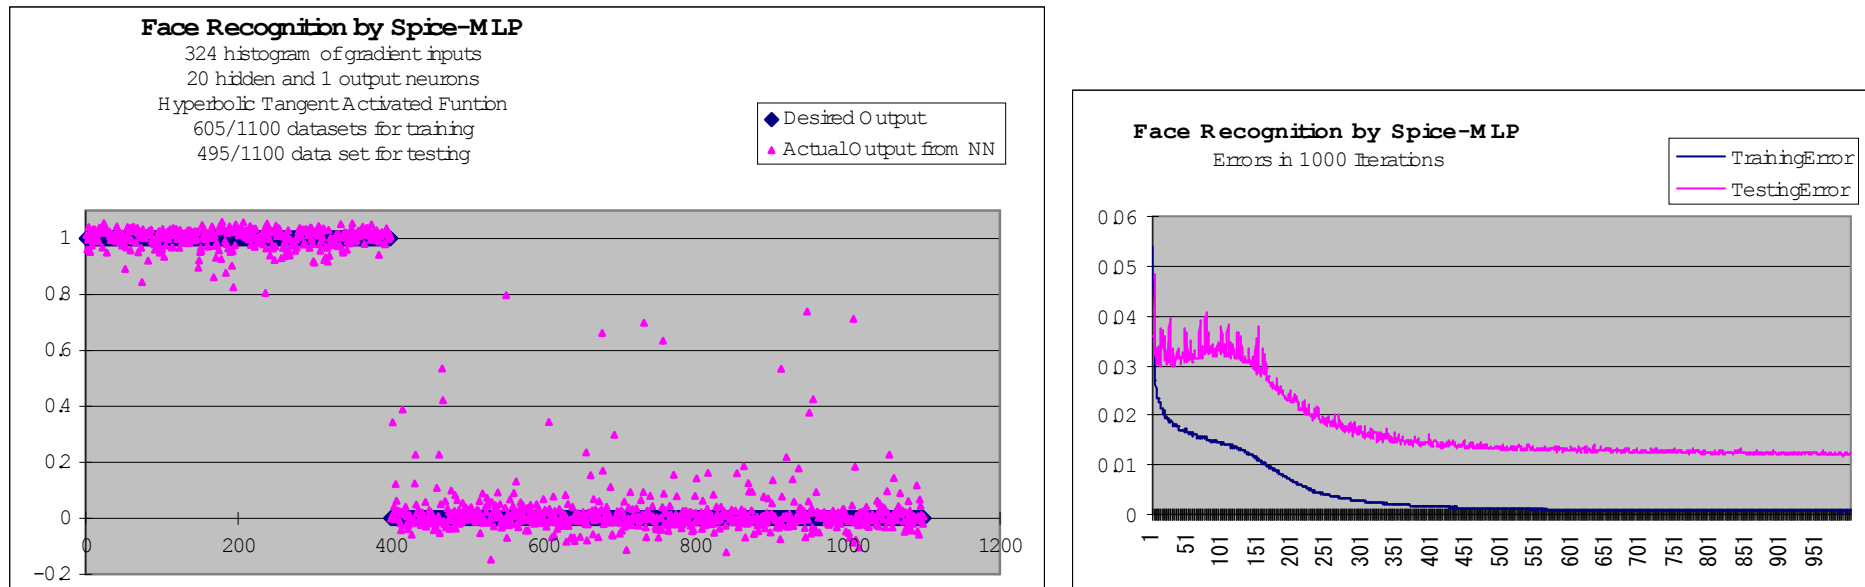 Face Recognition by Spice-MLP
324 histogram of gradient inputs
20 hidden and 1 output neurons
Hyperbolic Tangent Activated Funtion
605/1100 datasets for training
495/1100 data set for testing
Desired Output
Actual Output from NN
1
0.8
0.6
0.4
0.2
0
-0.2
0 200 400 600 800 1000 1200
Face Recognition by Spice-MLP
Errors in 1000 Iterations
Training Error
Testing Error
0.06
0.05
0.04
0.03
0.02
0.01
0
1 51 101 151 201 251 301 351 401 451 501 551 601 651 701 751 801 851 901 951